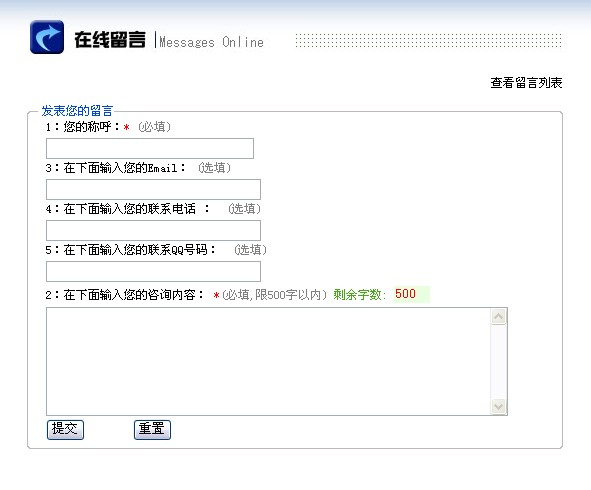 在线留言 Messages Online
查看留言列表
发表您的留言
1：您的称呼：* (必填)
3：在下面输入您的Email： (选填)
4：在下面输入您的联系电话 ： (选填)
5：在下面输入您的联系QQ号码： (选填)
2：在下面输入您的咨询内容： *(必填,限500字以内) 剩余字数: 500
提交 重置